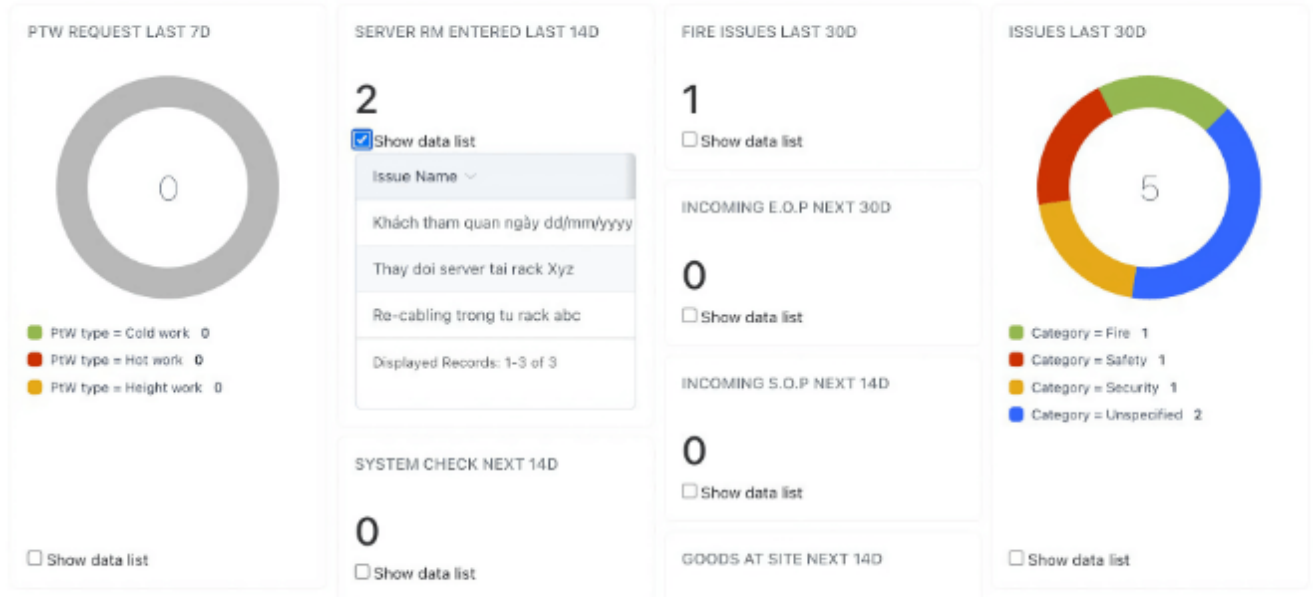 PTW REQUEST LAST 7D
0
PtW type = Cold work 0
PtW type = Hot work 0
PtW type = Height work 0
Show data list
SERVER RM ENTERED LAST 14D
2
Show data list
Issue Name
Khách tham quan ngày dd/mm/yyyy
Thay doi server tai rack Xyz
Re-cabling trong tu rack abc
Displayed Records: 1-3 of 3
SYSTEM CHECK NEXT 14D
0
Show data list
FIRE ISSUES LAST 30D
1
Show data list
INCOMING E.O.P NEXT 30D
0
Show data list
INCOMING S.O.P NEXT 14D
0
Show data list
GOODS AT SITE NEXT 14D
ISSUES LAST 30D
5
Category = Fire 1
Category = Safety 1
Category = Security 1
Category = Unspecified 2
Show data list